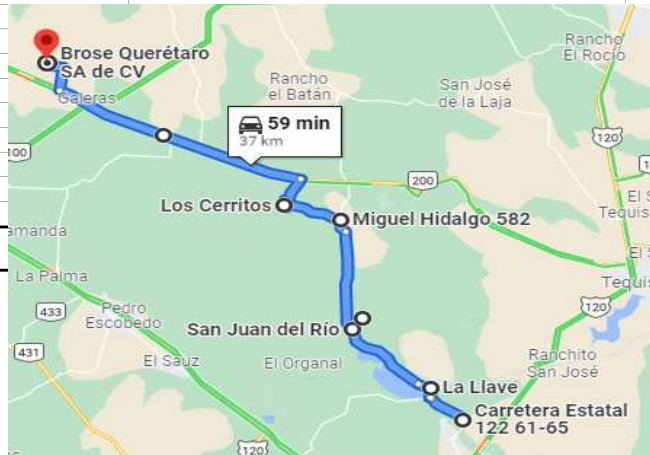 Rancho
El Rocío
Brose Querétaro
SA de CV
Rancho
el Batán
San José
de la Laja
Galeras
59 min
37 km
120
100
200
Los Cerritos
Miguel Hidalgo 582
amanda
La Palma
Tequis
433
Pedro
Escobedo
120
San Juan del Río
431
El Sauz
El Organal
Ranchito
San José
La Llave
Carretera Estatal
122 61-65
120